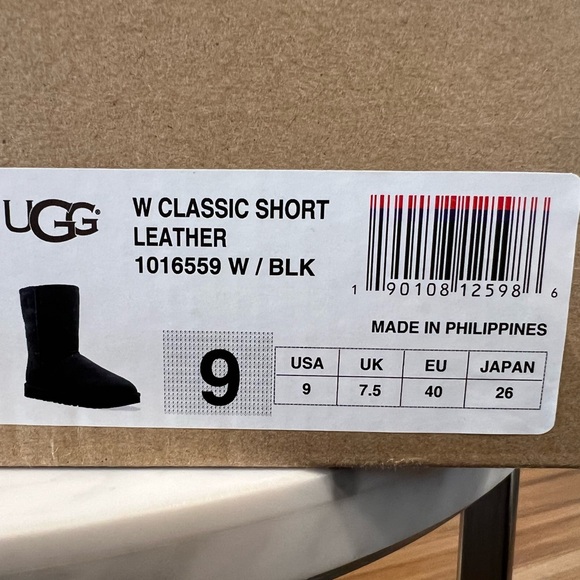 UGG®
W CLASSIC SHORT
LEATHER
1016559 W / BLK
1 90108 12598 6
MADE IN PHILIPPINES
9
USA UK EU JAPAN
9 7.5 40 26